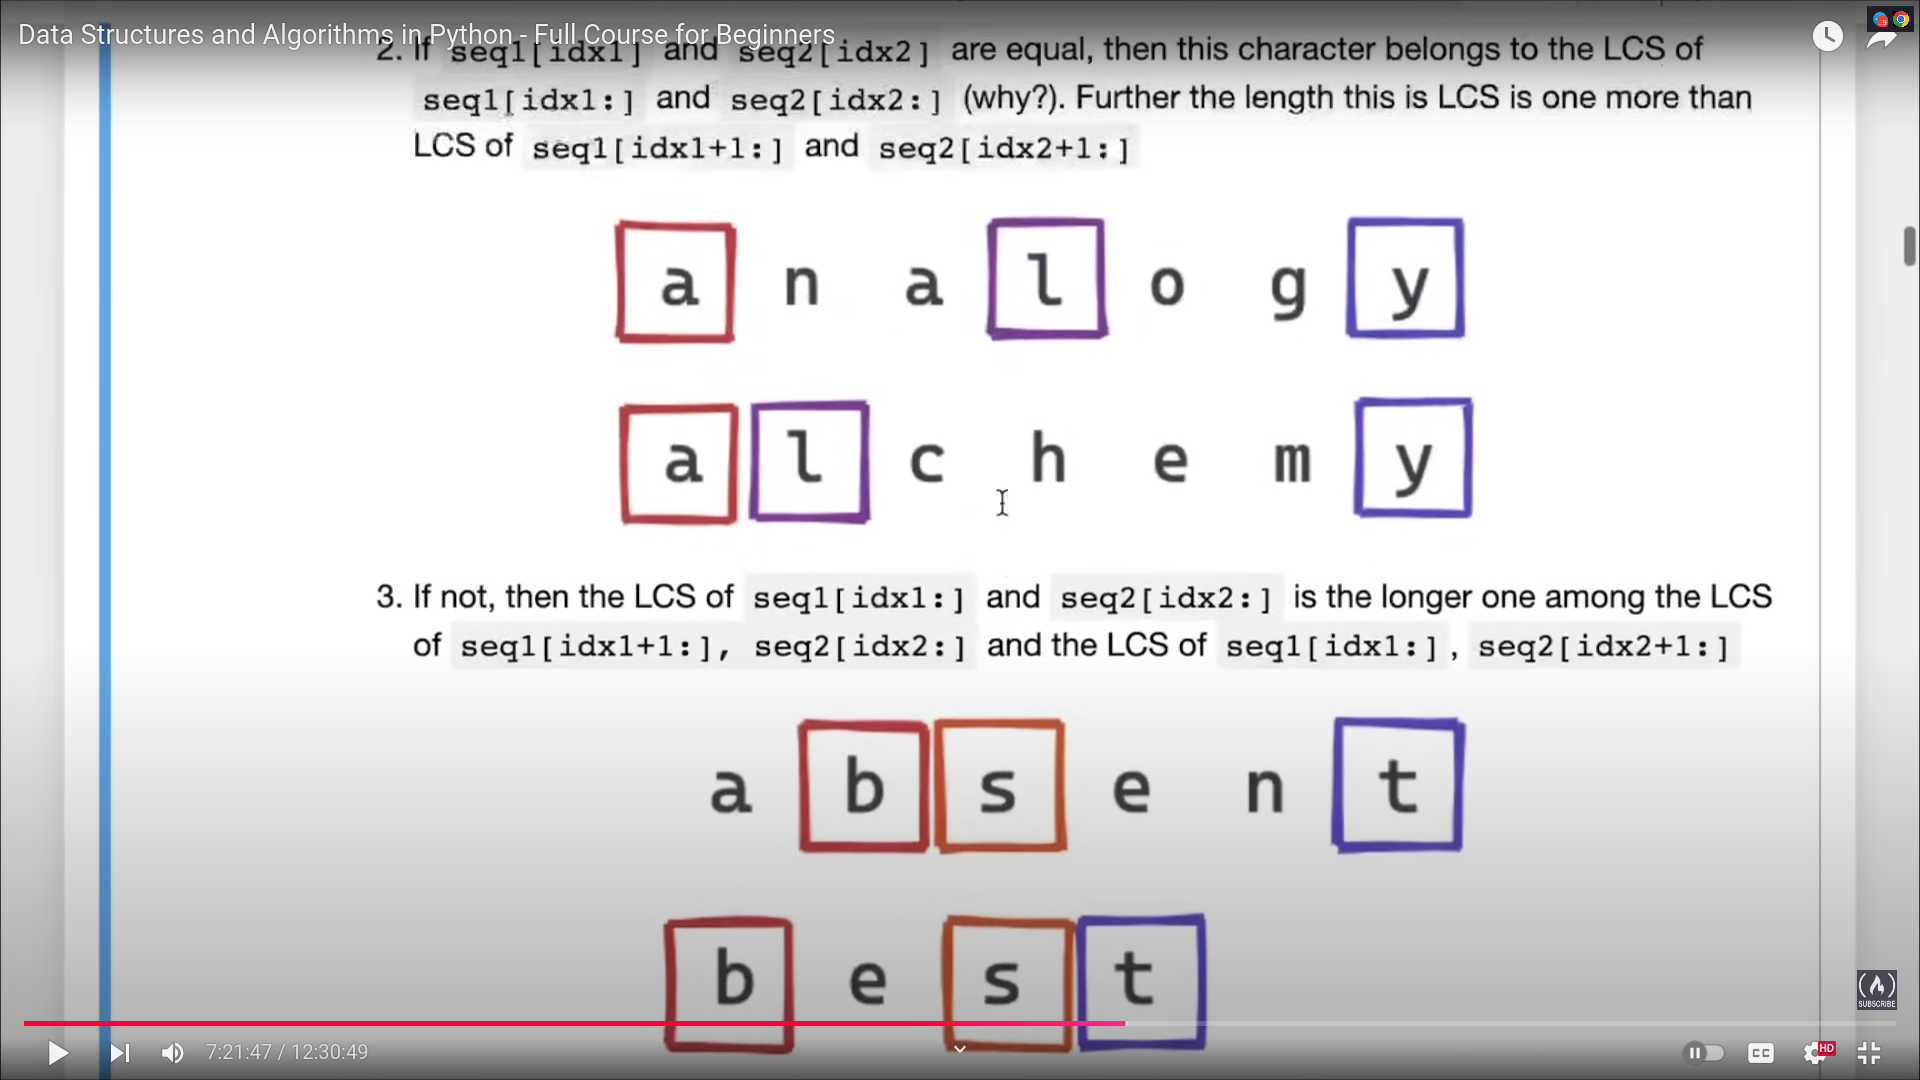 Data Structures and Algorithms in Python - Full Course for Beginners
2. If seq1[idx1] and seq2[idx2] are equal, then this character belongs to the LCS of
seq1[idx1:] and seq2[idx2:] (why?). Further the length this is LCS is one more than
LCS of seq1[idx1+1:] and seq2[idx2+1:]
a n a l o g y
a l c h e m y
3. If not, then the LCS of seq1[idx1:] and seq2[idx2:] is the longer one among the LCS
of seq1[idx1+1:], seq2[idx2:] and the LCS of seq1[idx1:], seq2[idx2+1:]
a b s e n t
b e s t
SUBSCRIBE
7:21:47 / 12:30:49
CC
HD